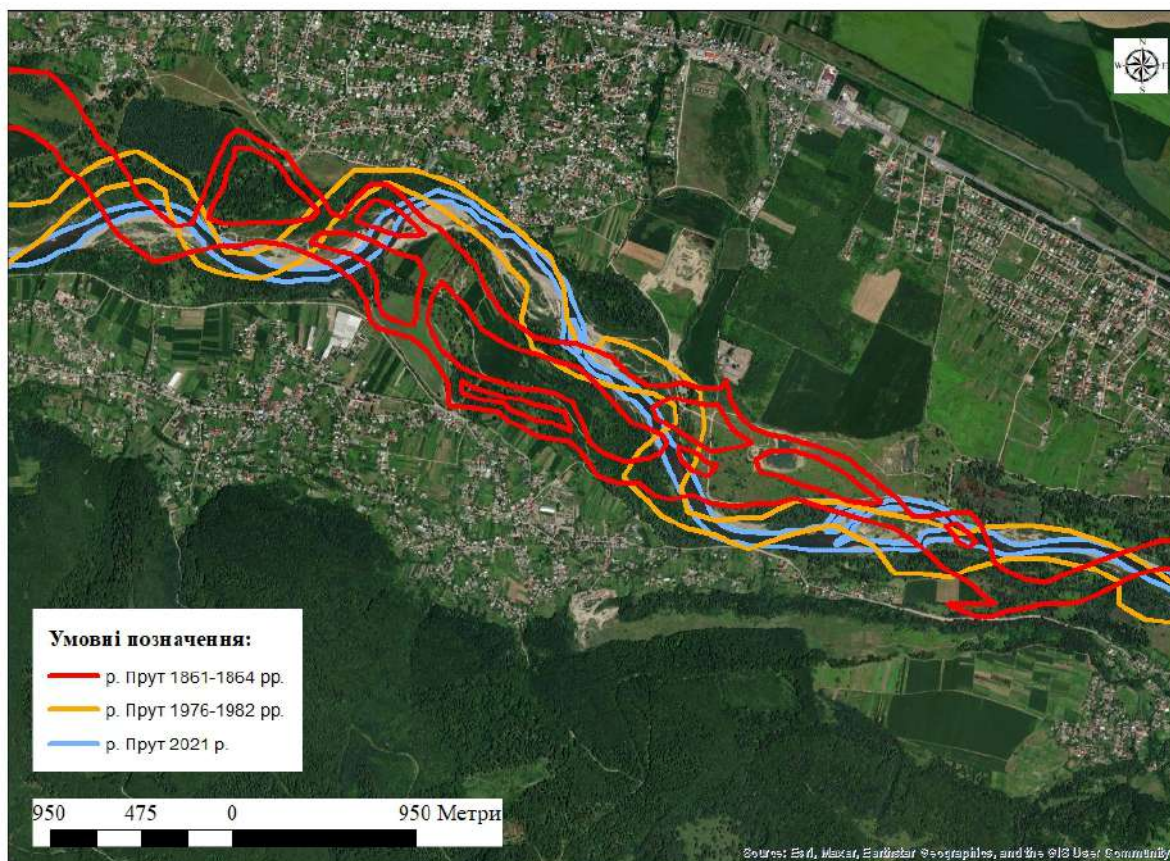 N
W E
S
Умовні позначення:
р. Прут 1861-1864 рр.
р. Прут 1976-1982 рр.
р. Прут 2021 р.
950 475 0 950 Метри
Source: Esri, Maxar, Earthstar Geographics, and the GIS User Community